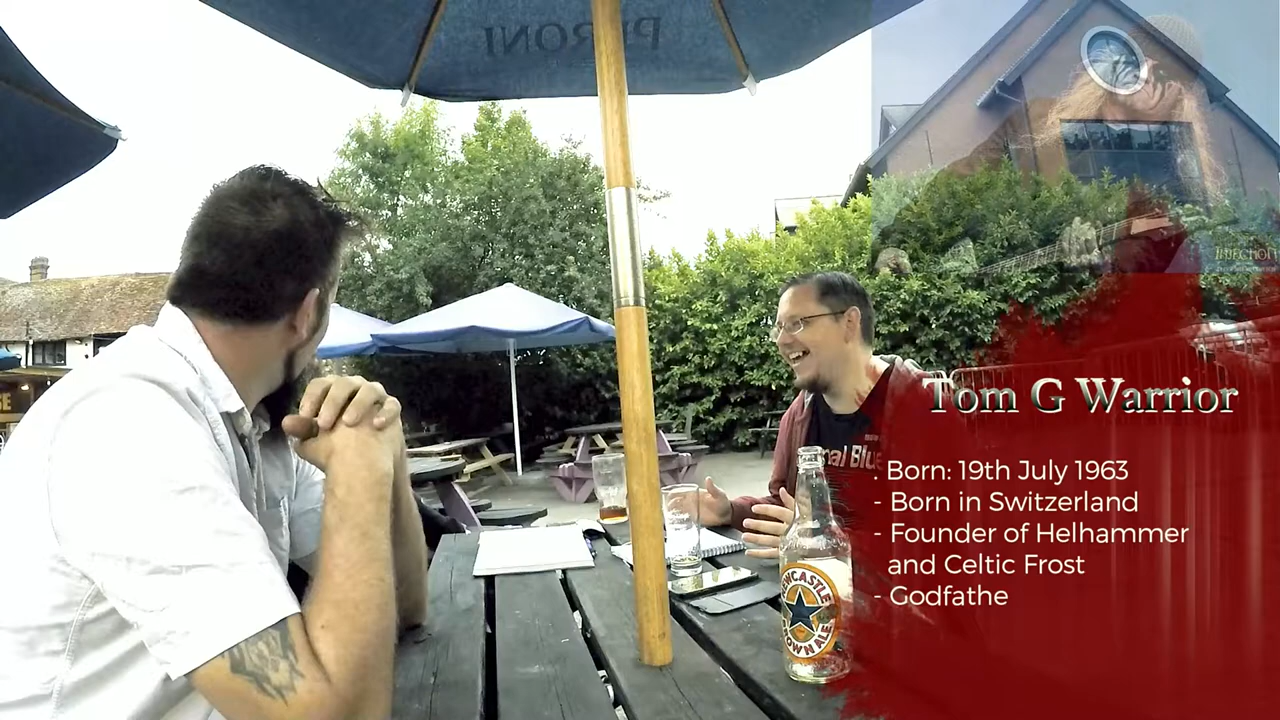 PERONI
Tom G Warrior
. Born: 19th July 1963
- Born in Switzerland
- Founder of Helhammer
and Celtic Frost
- Godfathe
NEWCASTLE
BROWN ALE